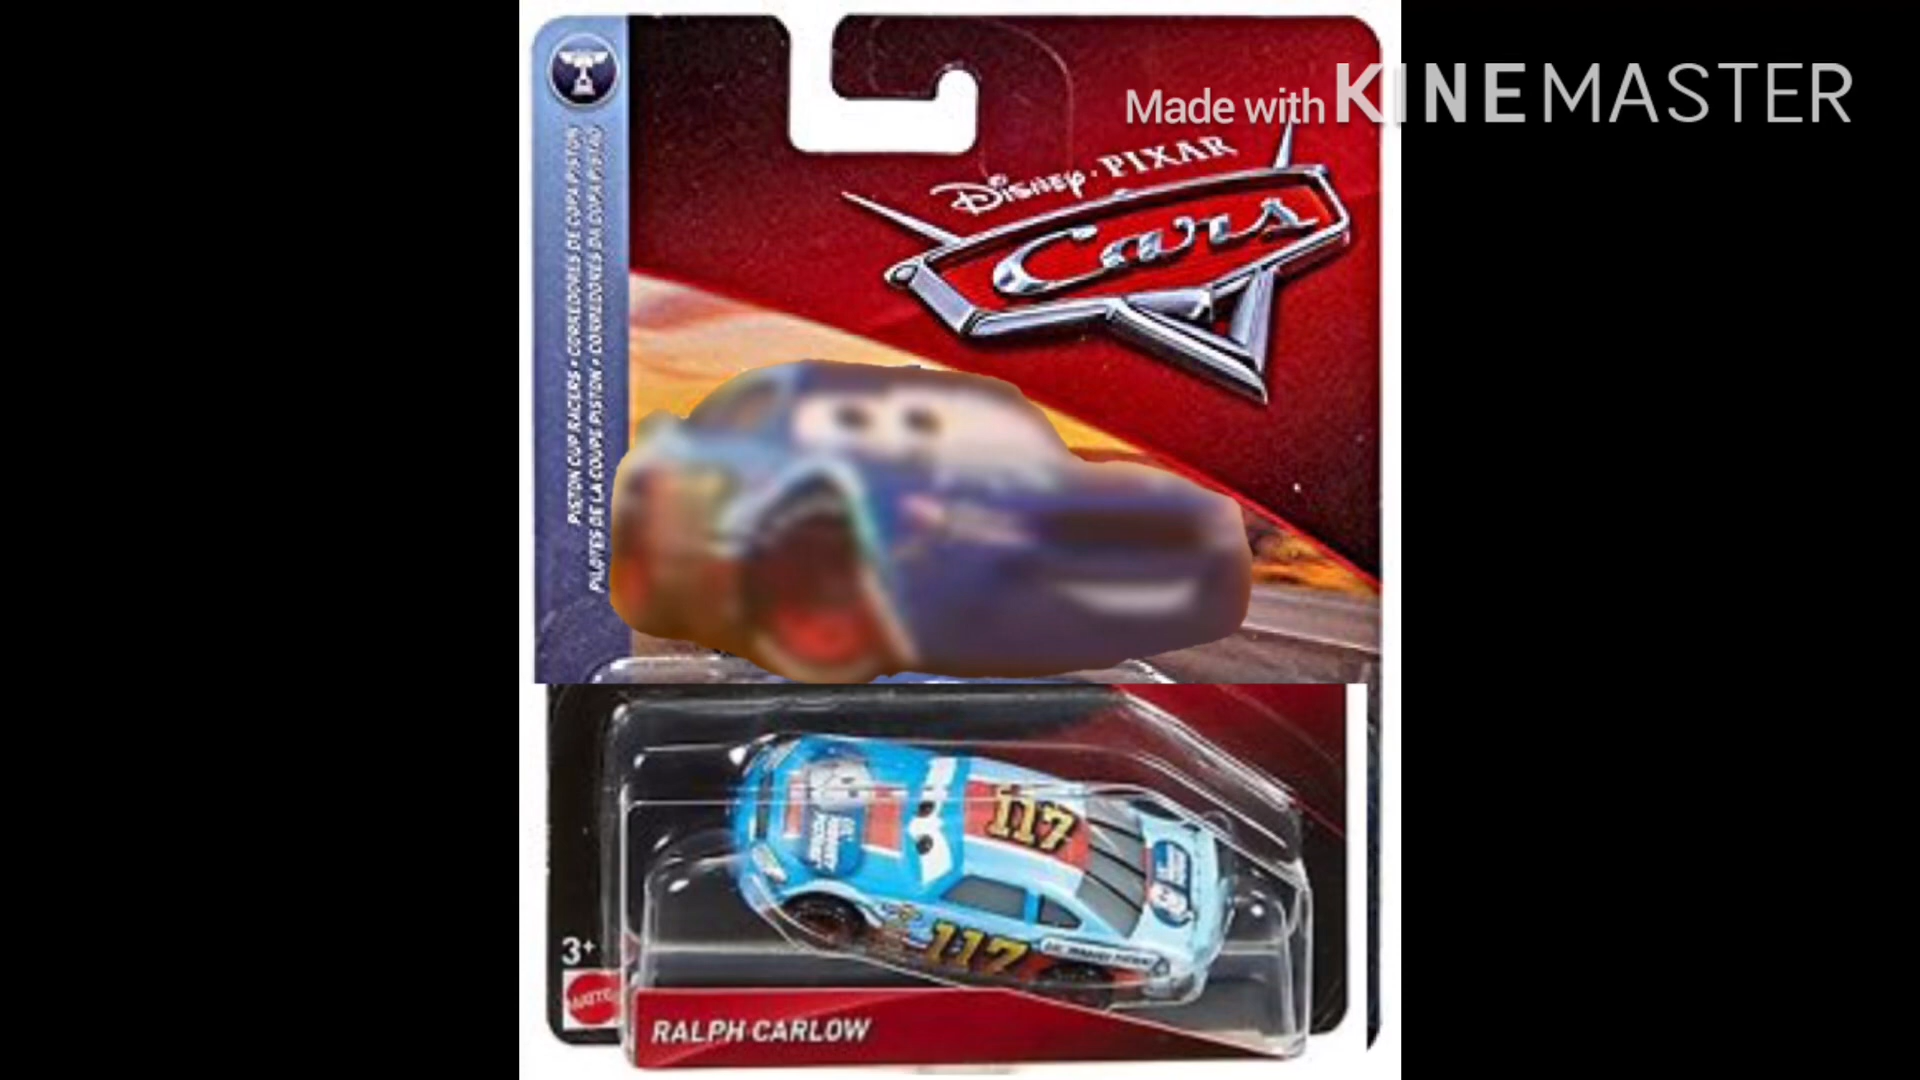 Made with KINEMASTER
Disney·PIXAR
Cars
PISTON CUP RACERS • CORREDORES DE COPA PISTON
PILOTES DE LA COUPE PISTON • CORREDORES DA COPA PISTÃO
117
117
3+
MATTEL
RALPH CARLOW